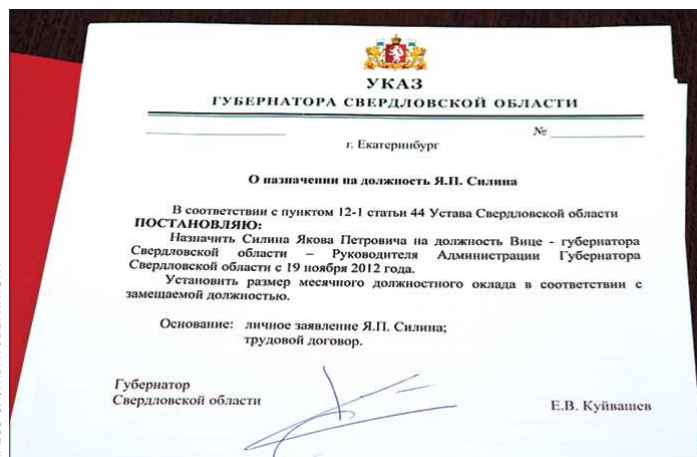 УКАЗ
ГУБЕРНАТОРА СВЕРДЛОВСКОЙ ОБЛАСТИ
№
г. Екатеринбург
О назначении на должность Я.П. Силина
В соответствии с пунктом 12-1 статьи 44 Устава Свердловской области
ПОСТАНОВЛЯЮ:
Назначить Силина Якова Петровича на должность Вице - губернатора
Свердловской области – Руководителя Администрации Губернатора
Свердловской области с 19 ноября 2012 года.
Установить размер месячного должностного оклада в соответствии с
замещаемой должностью.
Основание: личное заявление Я.П. Силина;
трудовой договор.
Губернатор
Свердловской области
Е.В. Куйвашев